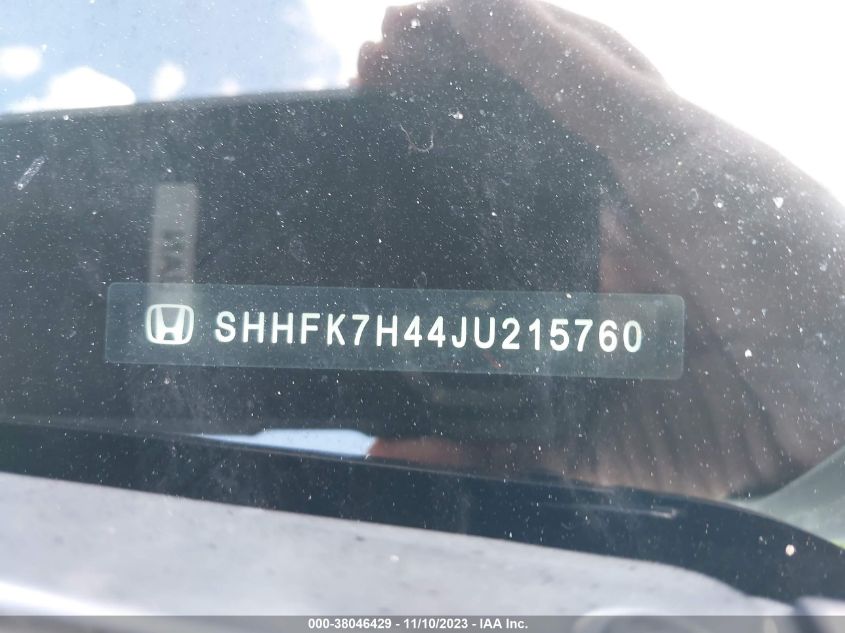 SHHFK7H44JU215760
000-38046429 - 11/10/2023 - IAA Inc.